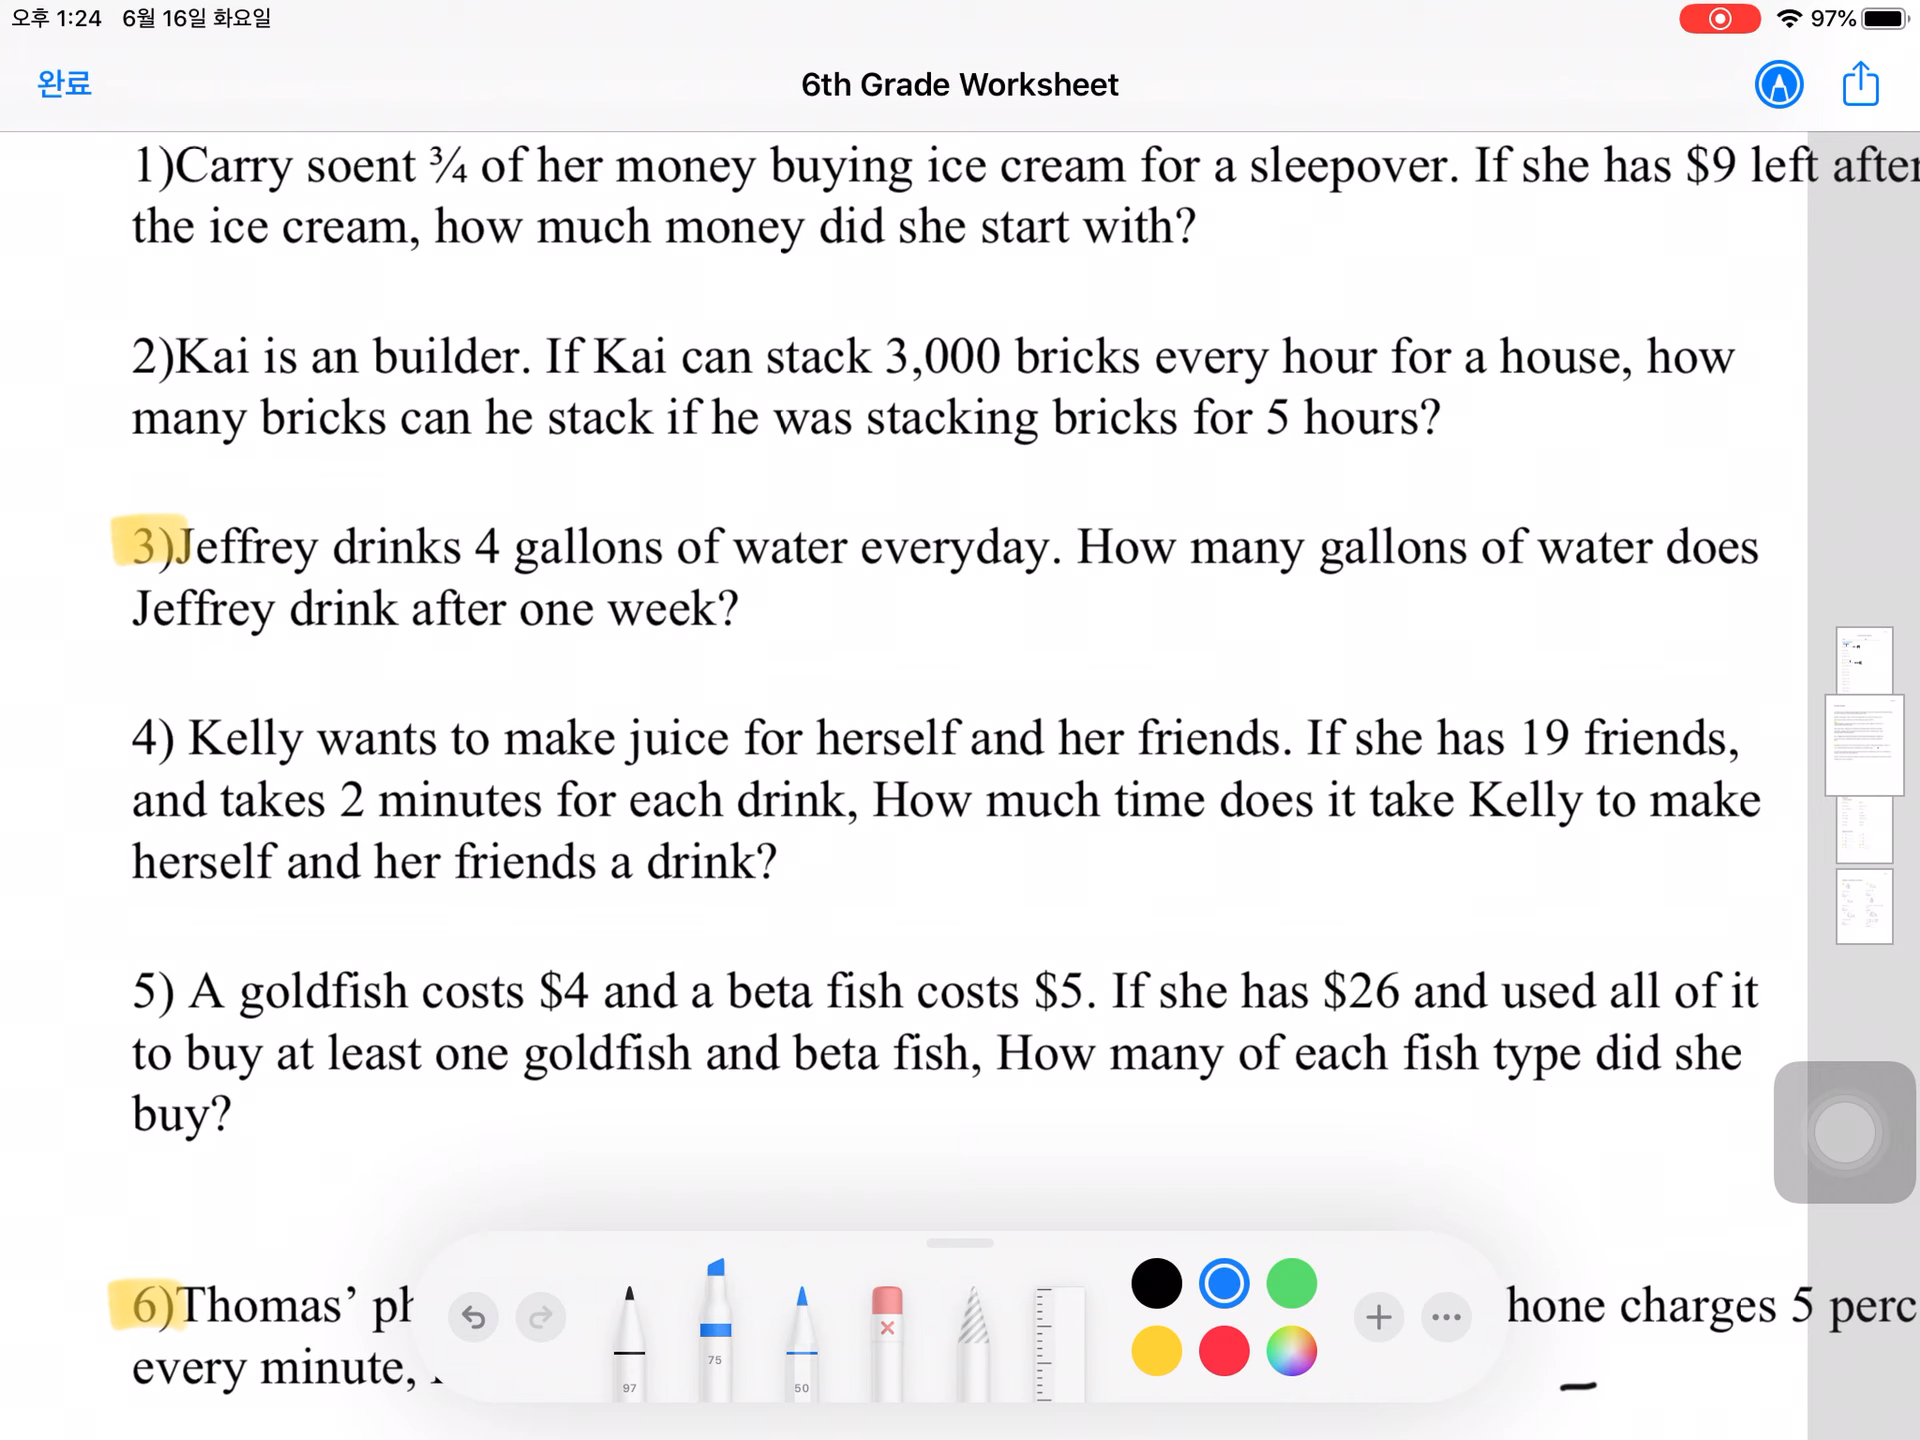 오후 1:24 6월 16일 화요일
97%
완료
6th Grade Worksheet
1)Carry soent ¾ of her money buying ice cream for a sleepover. If she has $9 left after
the ice cream, how much money did she start with?
2)Kai is an builder. If Kai can stack 3,000 bricks every hour for a house, how
many bricks can he stack if he was stacking bricks for 5 hours?
3)Jeffrey drinks 4 gallons of water everyday. How many gallons of water does
Jeffrey drink after one week?
4) Kelly wants to make juice for herself and her friends. If she has 19 friends,
and takes 2 minutes for each drink, How much time does it take Kelly to make
herself and her friends a drink?
5) A goldfish costs $4 and a beta fish costs $5. If she has $26 and used all of it
to buy at least one goldfish and beta fish, How many of each fish type did she
buy?
6)Thomas’ hone charges 5
every minute,
97
75
50